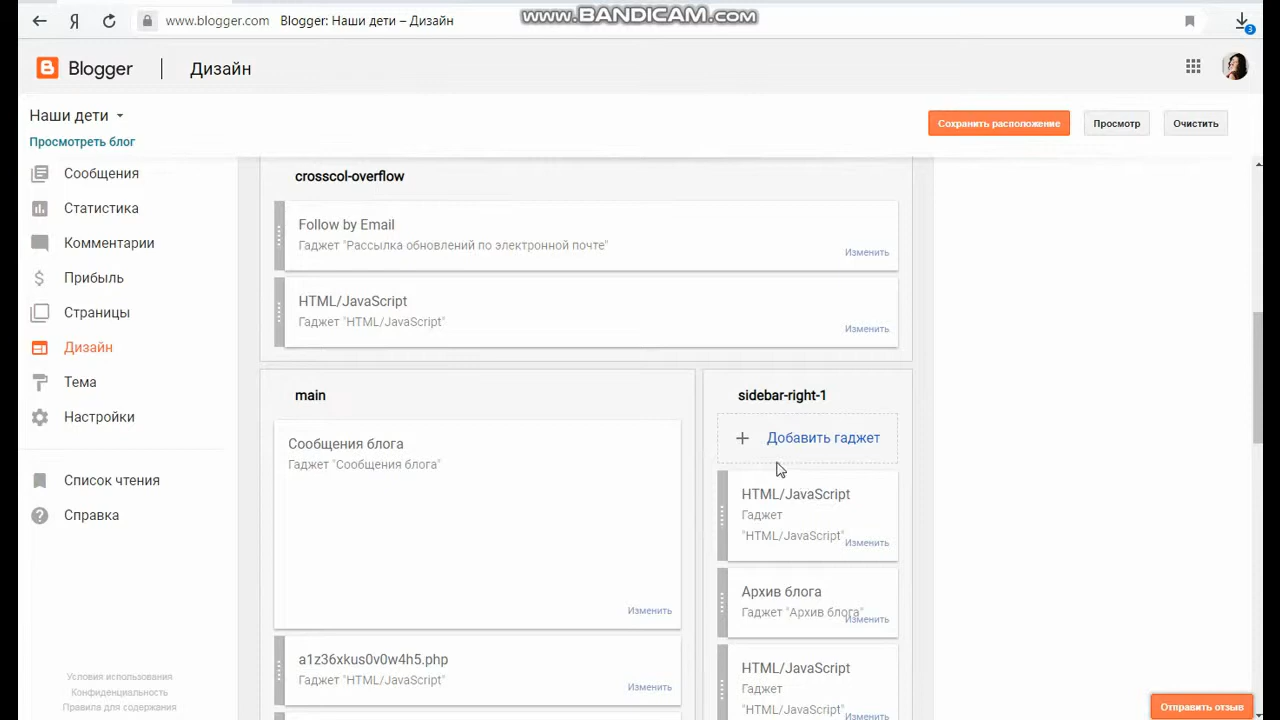 www.BANDICAM.com
www.blogger.com Blogger: Наши дети – Дизайн
3
Blogger Дизайн
Наши дети
Просмотреть блог
Сохранить расположение
Просмотр
Очистить
Сообщения
Статистика
Комментарии
Прибыль
Страницы
Дизайн
Тема
Настройки
Список чтения
Справка
Условия использования
Конфиденциальность
Правила для содержания
crosscol-overflow
Follow by Email
Гаджет "Рассылка обновлений по электронной почте"
Изменить
HTML/JavaScript
Гаджет "HTML/JavaScript"
Изменить
main
Сообщения блога
Гаджет "Сообщения блога"
Изменить
a1z36xkus0v0w4h5.php
Гаджет "HTML/JavaScript"
Изменить
sidebar-right-1
Добавить гаджет
HTML/JavaScript
Гаджет
"HTML/JavaScript"
Изменить
Архив блога
Гаджет "Архив блога"
Изменить
HTML/JavaScript
Гаджет
"HTML/JavaScript"
Изменить
Отправить отзыв